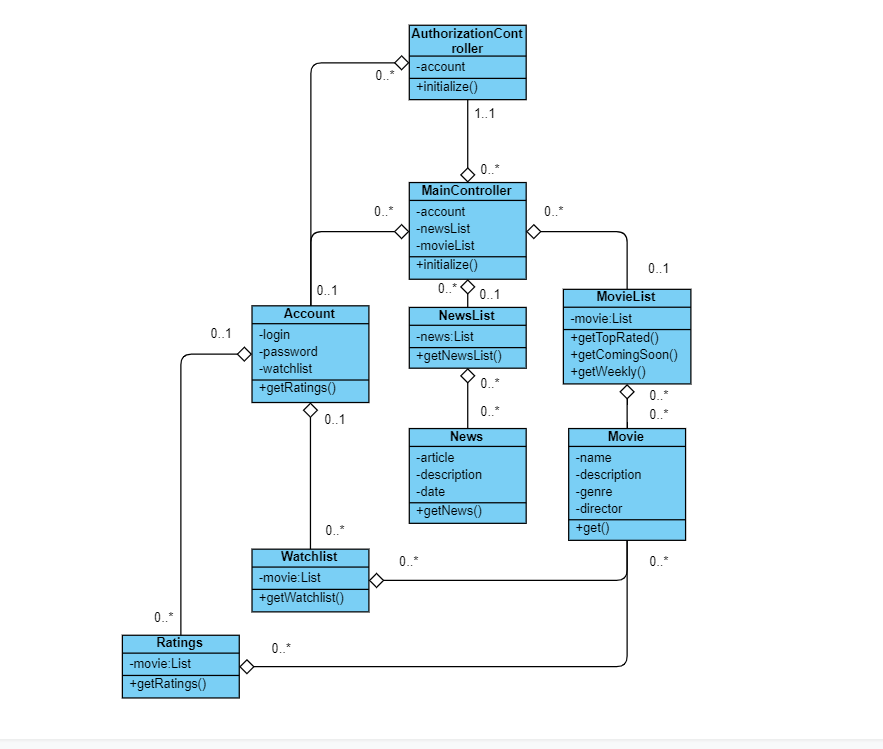 AuthorizationCont
roller
-account
+initialize()
0..*
1..1
0..*
MainController
-account
-newsList
-movieList
+initialize()
0..*
0..*
0..*
0..1
0..1
0..1
MovieList
-movie:List
+getTopRated()
+getComingSoon()
+getWeekly()
Account
-login
-password
-watchlist
+getRatings()
NewsList
-news:List
+getNewsList()
0..1
0..*
0..*
0..*
0..*
0..1
News
-article
-description
-date
+getNews()
Movie
-name
-description
-genre
-director
+get()
0..*
0..*
0..*
Watchlist
-movie:List
+getWatchlist()
0..*
0..*
Ratings
-movie:List
+getRatings()